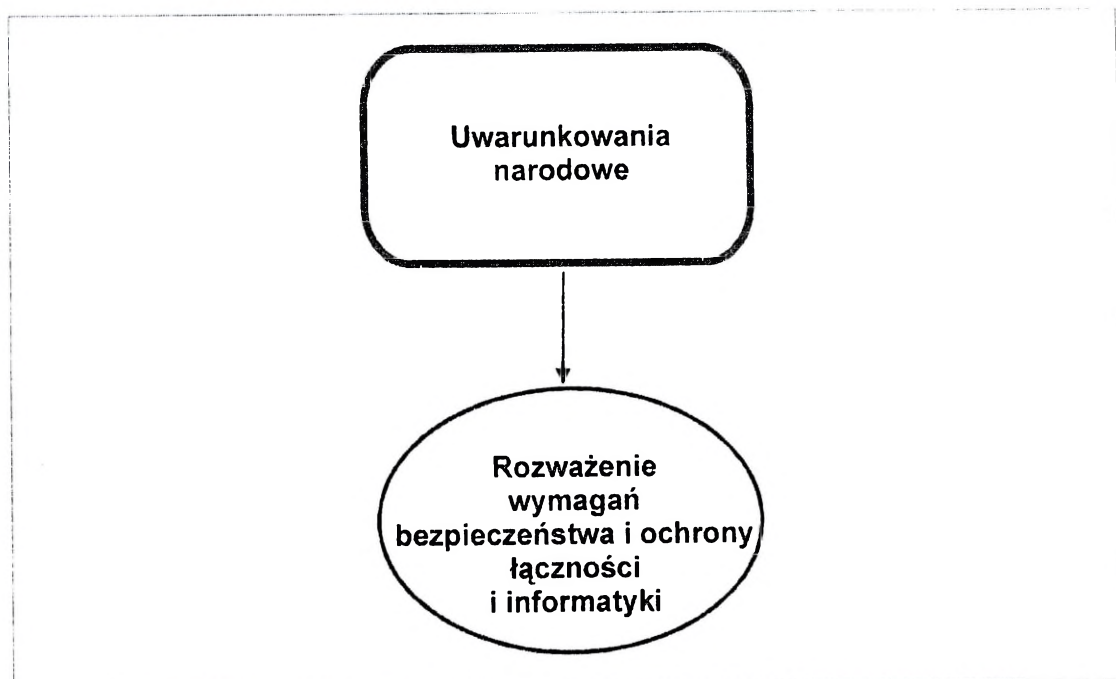 Uwarunkowania
narodowe
Rozważenie
wymagań
bezpieczeństwa i ochrony
łączności
i informatyki